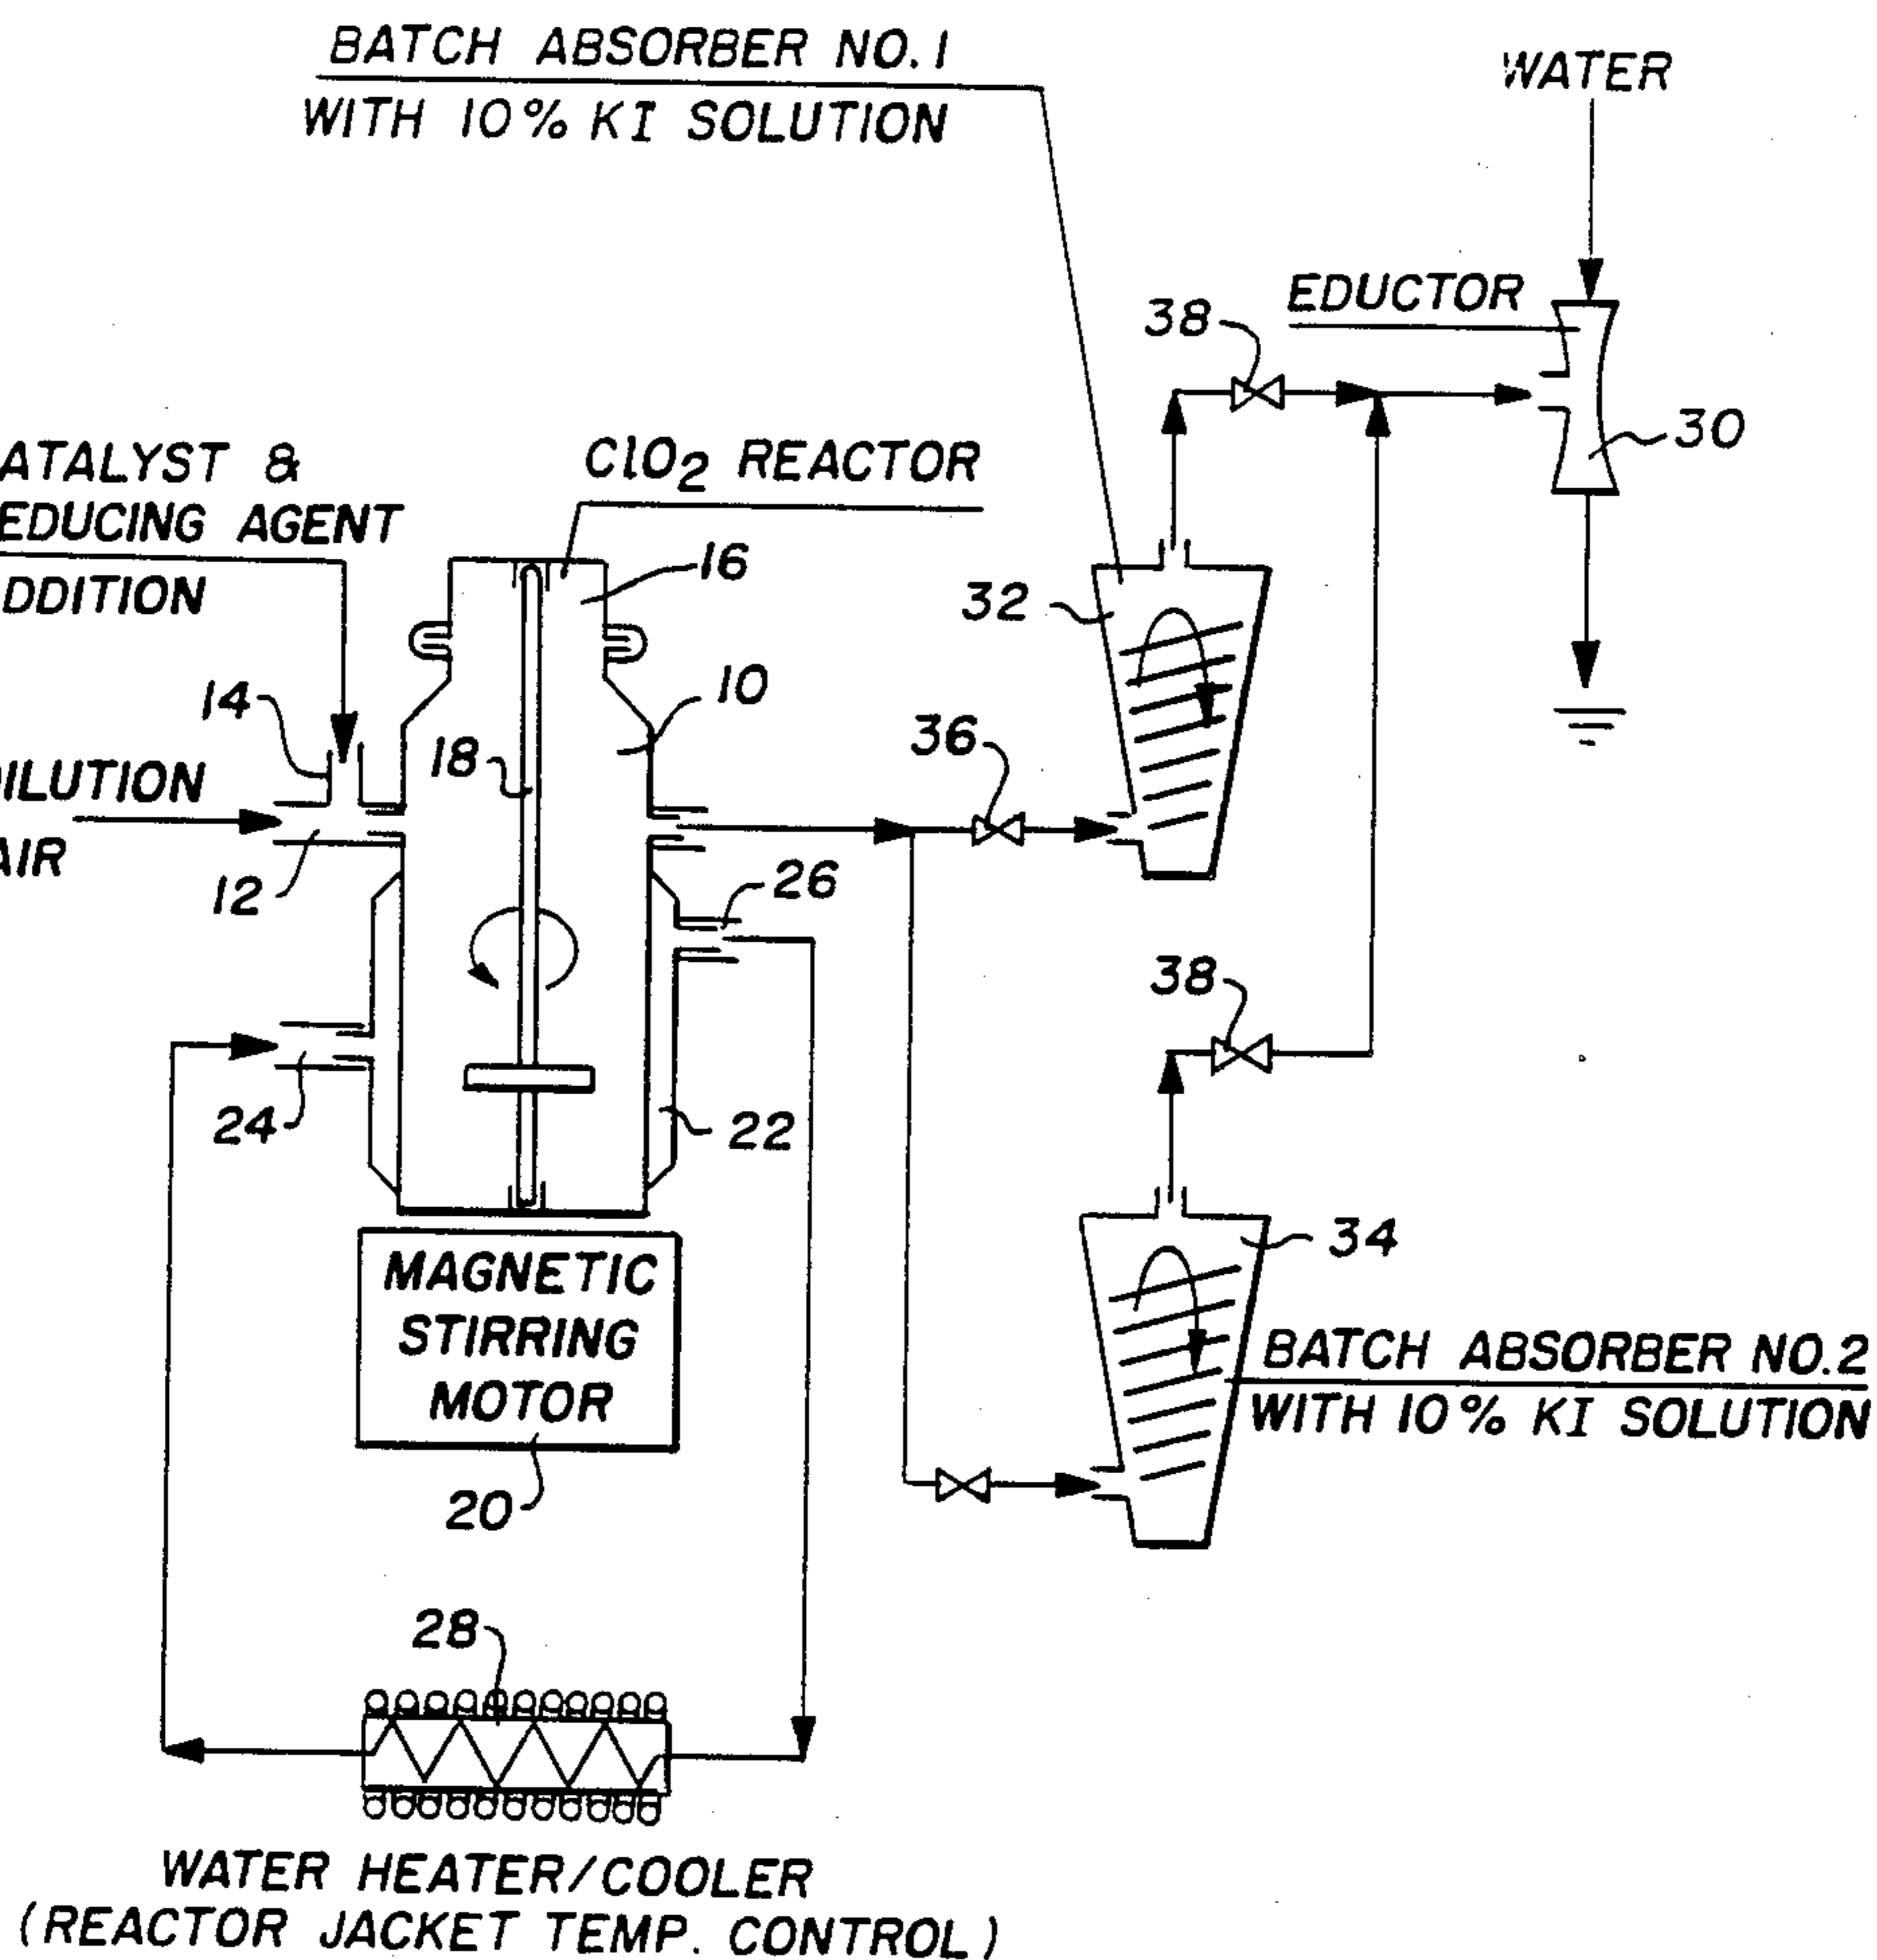 BATCH ABSORBER NO. 1
WITH 10% KI SOLUTION
WATER
EDUCTOR
38
30
ATALYST &
EDUCING AGENT
DDITION
ClO2 REACTOR
16
32
14
10
18
36
ILUTION
AIR
12
26
38
24
22
34
MAGNETIC
STIRRING
MOTOR
BATCH ABSORBER NO.2
WITH 10% KI SOLUTION
20
28
WATER HEATER/COOLER
(REACTOR JACKET TEMP. CONTROL)